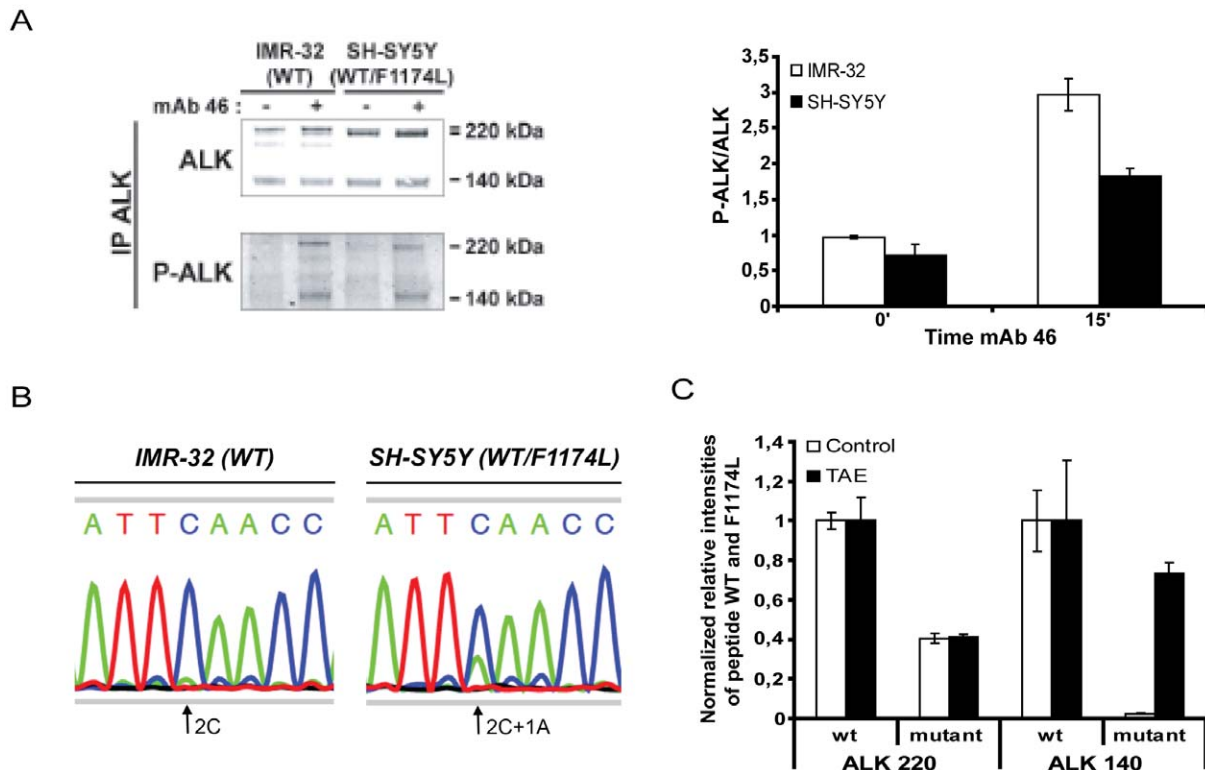 A
IMR-32 SH-SY5Y
(WT) (WT/F1174L)
mAb 46 : - + - +
IP ALK
ALK
= 220 kDa
– 140 kDa
P-ALK
– 220 kDa
– 140 kDa
P-ALK/ALK
3,5
3
2,5
2
1,5
1
0,5
0
IMR-32
SH-SY5Y
0' 15'
Time mAb 46
B
IMR-32 (WT)
A T T C A A C C
2C
SH-SY5Y (WT/F1174L)
A T T C A A C C
2C+1A
C
Normalized relative intensities
of peptide WT and F1174L
1,4
1,2
1
0,8
0,6
0,4
0,2
0
Control
TAE
wt mutant wt mutant
ALK 220 ALK 140